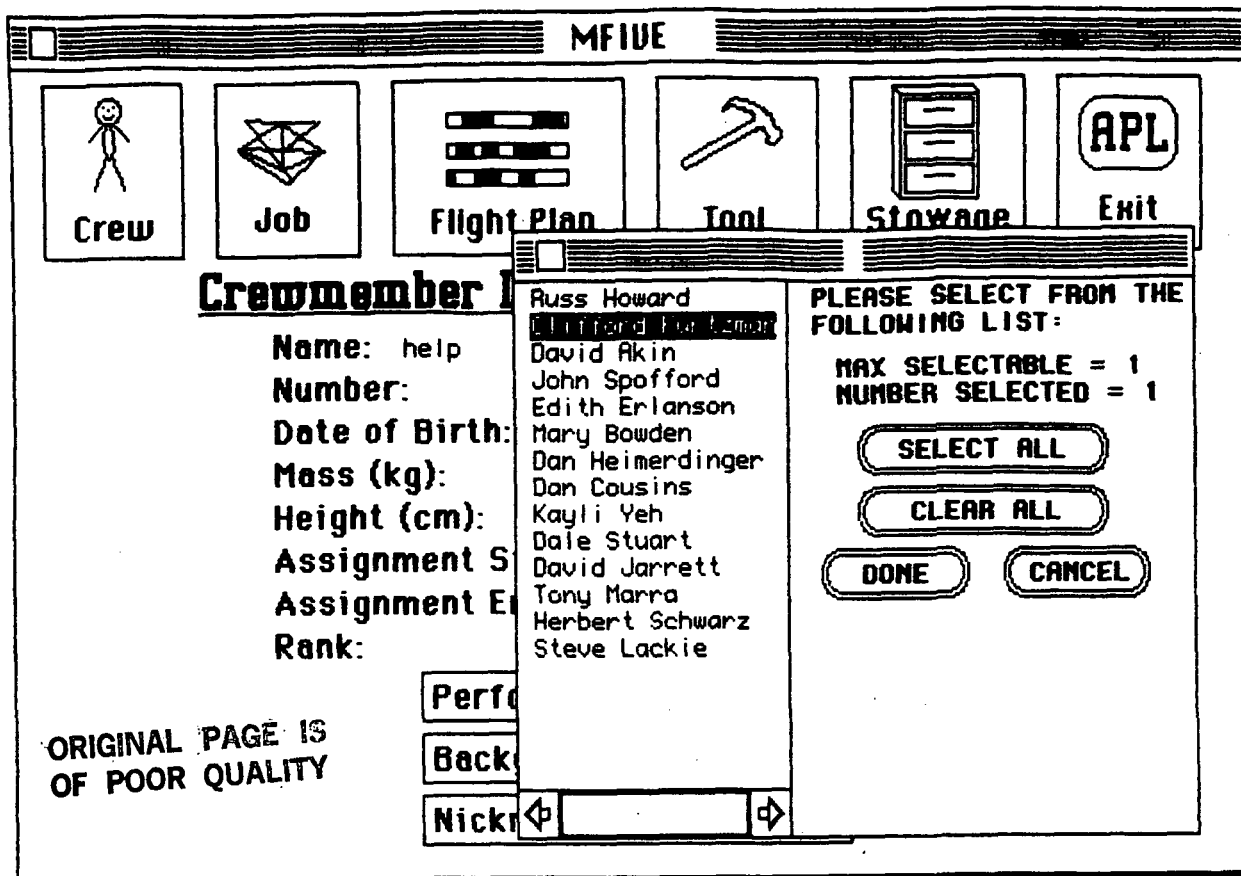 MFIVE
Crew
Job
Flight Plan
Tool
Stowage
APL
Exit
Crewmember
Name: help
Number:
Date of Birth:
Mass (kg):
Height (cm):
Assignment S
Assignment E
Rank:
Perfo
Back
Nick
Russ Howard
David Akin
John Spofford
Edith Erlanson
Mary Bowden
Dan Heimerdinger
Dan Cousins
Kayli Yeh
Dale Stuart
David Jarrett
Tony Marra
Herbert Schwarz
Steve Lackie
PLEASE SELECT FROM THE
FOLLOWING LIST:
MAX SELECTABLE = 1
NUMBER SELECTED = 1
SELECT ALL
CLEAR ALL
DONE
CANCEL
ORIGINAL PAGE IS
OF POOR QUALITY